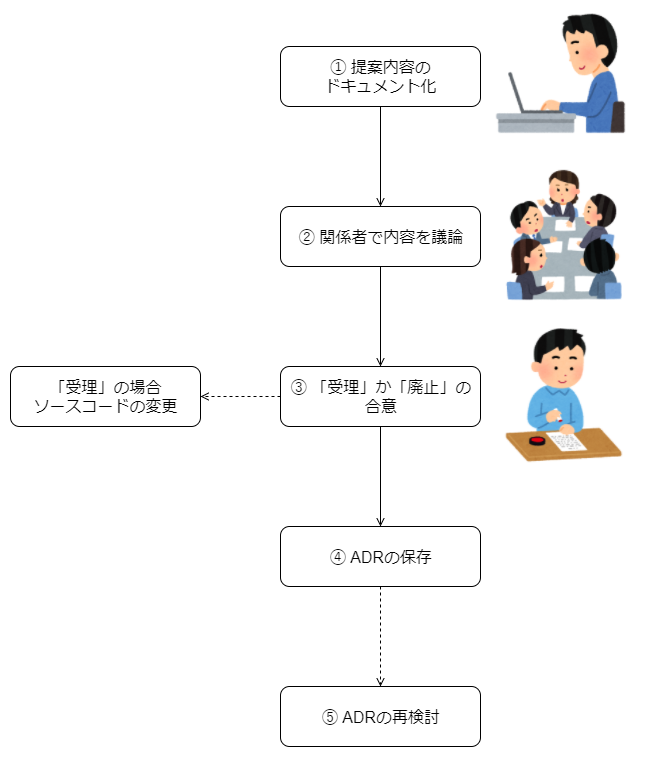 ① 提案内容の
ドキュメント化
② 関係者で内容を議論
③ 「受理」か「廃止」の
合意
「受理」の場合
ソースコードの変更
④ ADRの保存
⑤ ADRの再検討